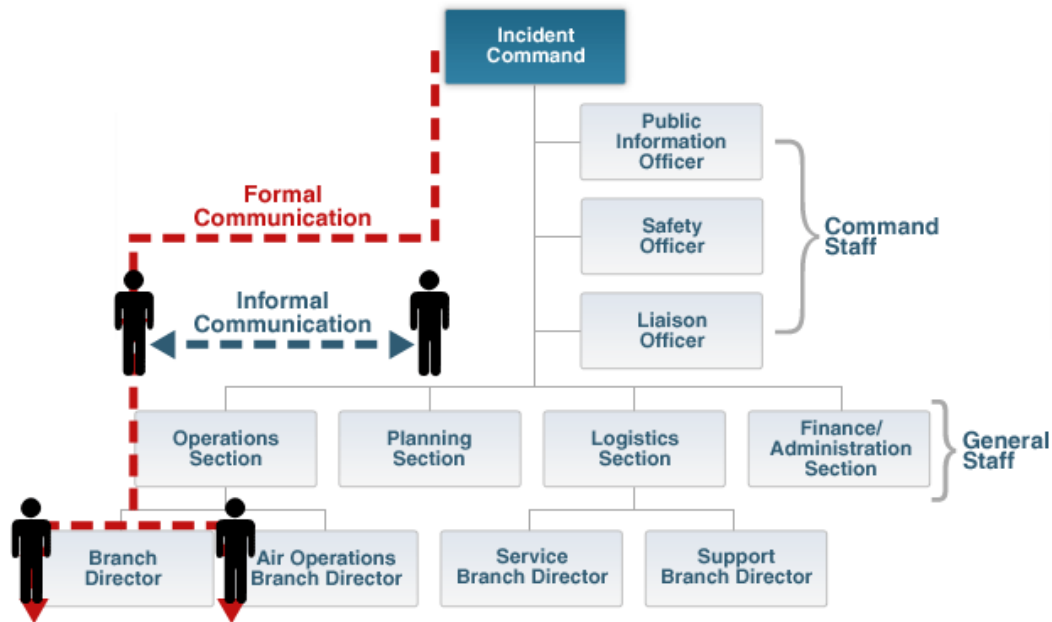 Incident
Command
Public
Information
Officer
Formal
Communication
Safety
Officer
Command
Staff
Informal
Communication
Liaison
Officer
Operations
Section
Planning
Section
Logistics
Section
Finance/
Administration
Section
General
Staff
Branch
Director
Air Operations
Branch Director
Service
Branch Director
Support
Branch Director